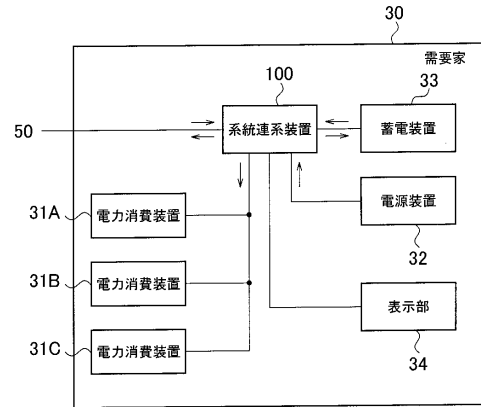 30
需要家
100
33
50
系統連系装置
蓄電装置
31A
電力消費装置
電源装置
32
31B
電力消費装置
表示部
31C
電力消費装置
34